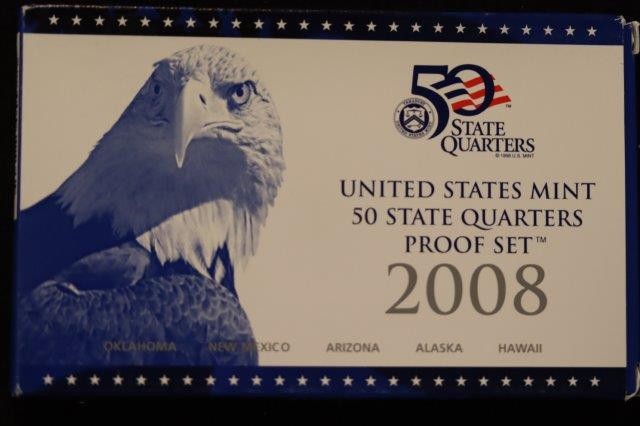 50
STATE
QUARTERS
© 1998 U.S. MINT
UNITED STATES MINT
50 STATE QUARTERS
PROOF SET™
2008
OKLAHOMA NEW MEXICO ARIZONA ALASKA HAWAII